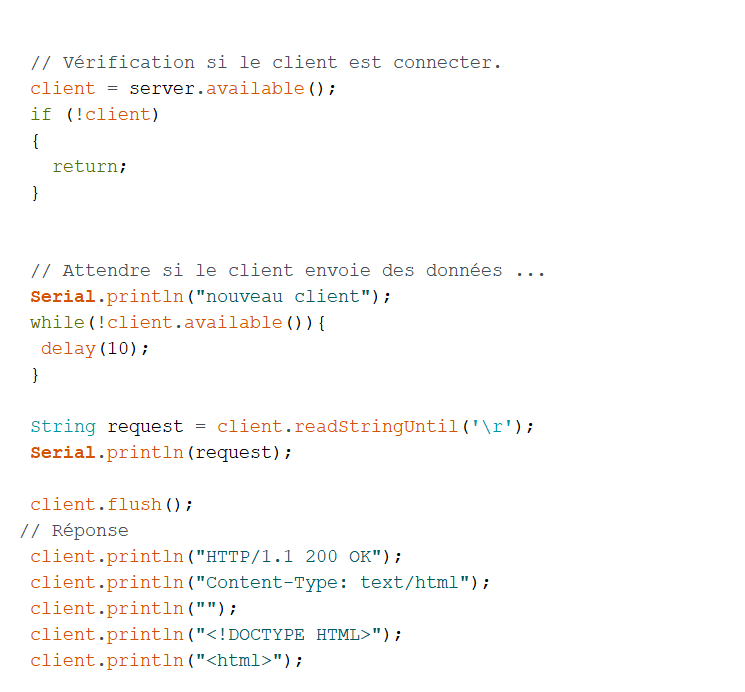 // Vérification si le client est connecter.
client = server.available();
if (!client)
{
return;
}
// Attendre si le client envoie des données ...
Serial.println("nouveau client");
while(!client.available()){
delay(10);
}
String request = client.readStringUntil('\r');
Serial.println(request);
client.flush();
// Réponse
client.println("HTTP/1.1 200 OK");
client.println("Content-Type: text/html");
client.println("");
client.println("<!DOCTYPE HTML>");
client.println("<html>");